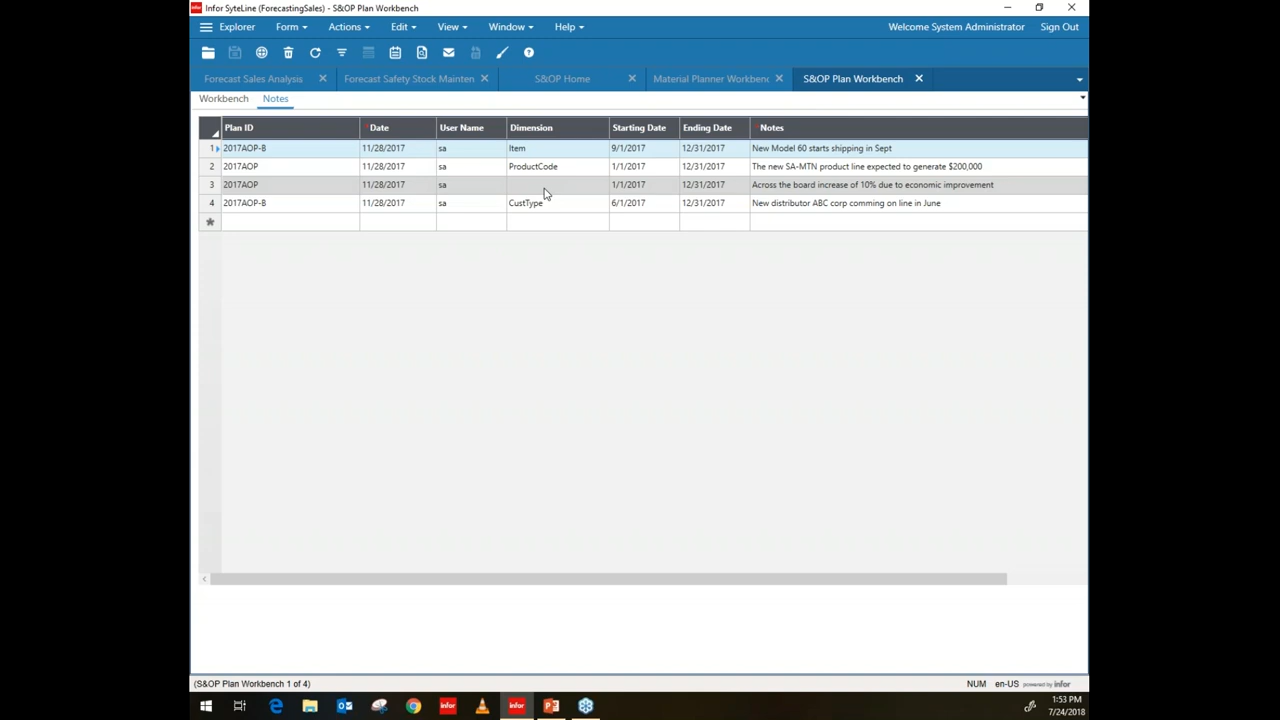 infor Infor SyteLine (ForecastingSales) - S&OP Plan Workbench
Explorer Form Actions Edit View Window Help Welcome System Administrator Sign Out
Forecast Sales Analysis Forecast Safety Stock Mainten S&OP Home Material Planner Workbenc S&OP Plan Workbench
Workbench Notes
Plan ID *Date User Name Dimension Starting Date Ending Date *Notes
1 2017AOP-B 11/28/2017 sa Item 9/1/2017 12/31/2017 New Model 60 starts shipping in Sept
2 2017AOP 11/28/2017 sa ProductCode 1/1/2017 12/31/2017 The new SA-MTN product line expected to generate $200,000
3 2017AOP 11/28/2017 sa 1/1/2017 12/31/2017 Across the board increase of 10% due to economic improvement
4 2017AOP-B 11/28/2017 sa CustType 6/1/2017 12/31/2017 New distributor ABC corp comming on line in June
(S&OP Plan Workbench 1 of 4) NUM en-US powered by infor
infor infor 1:53 PM
7/24/2018